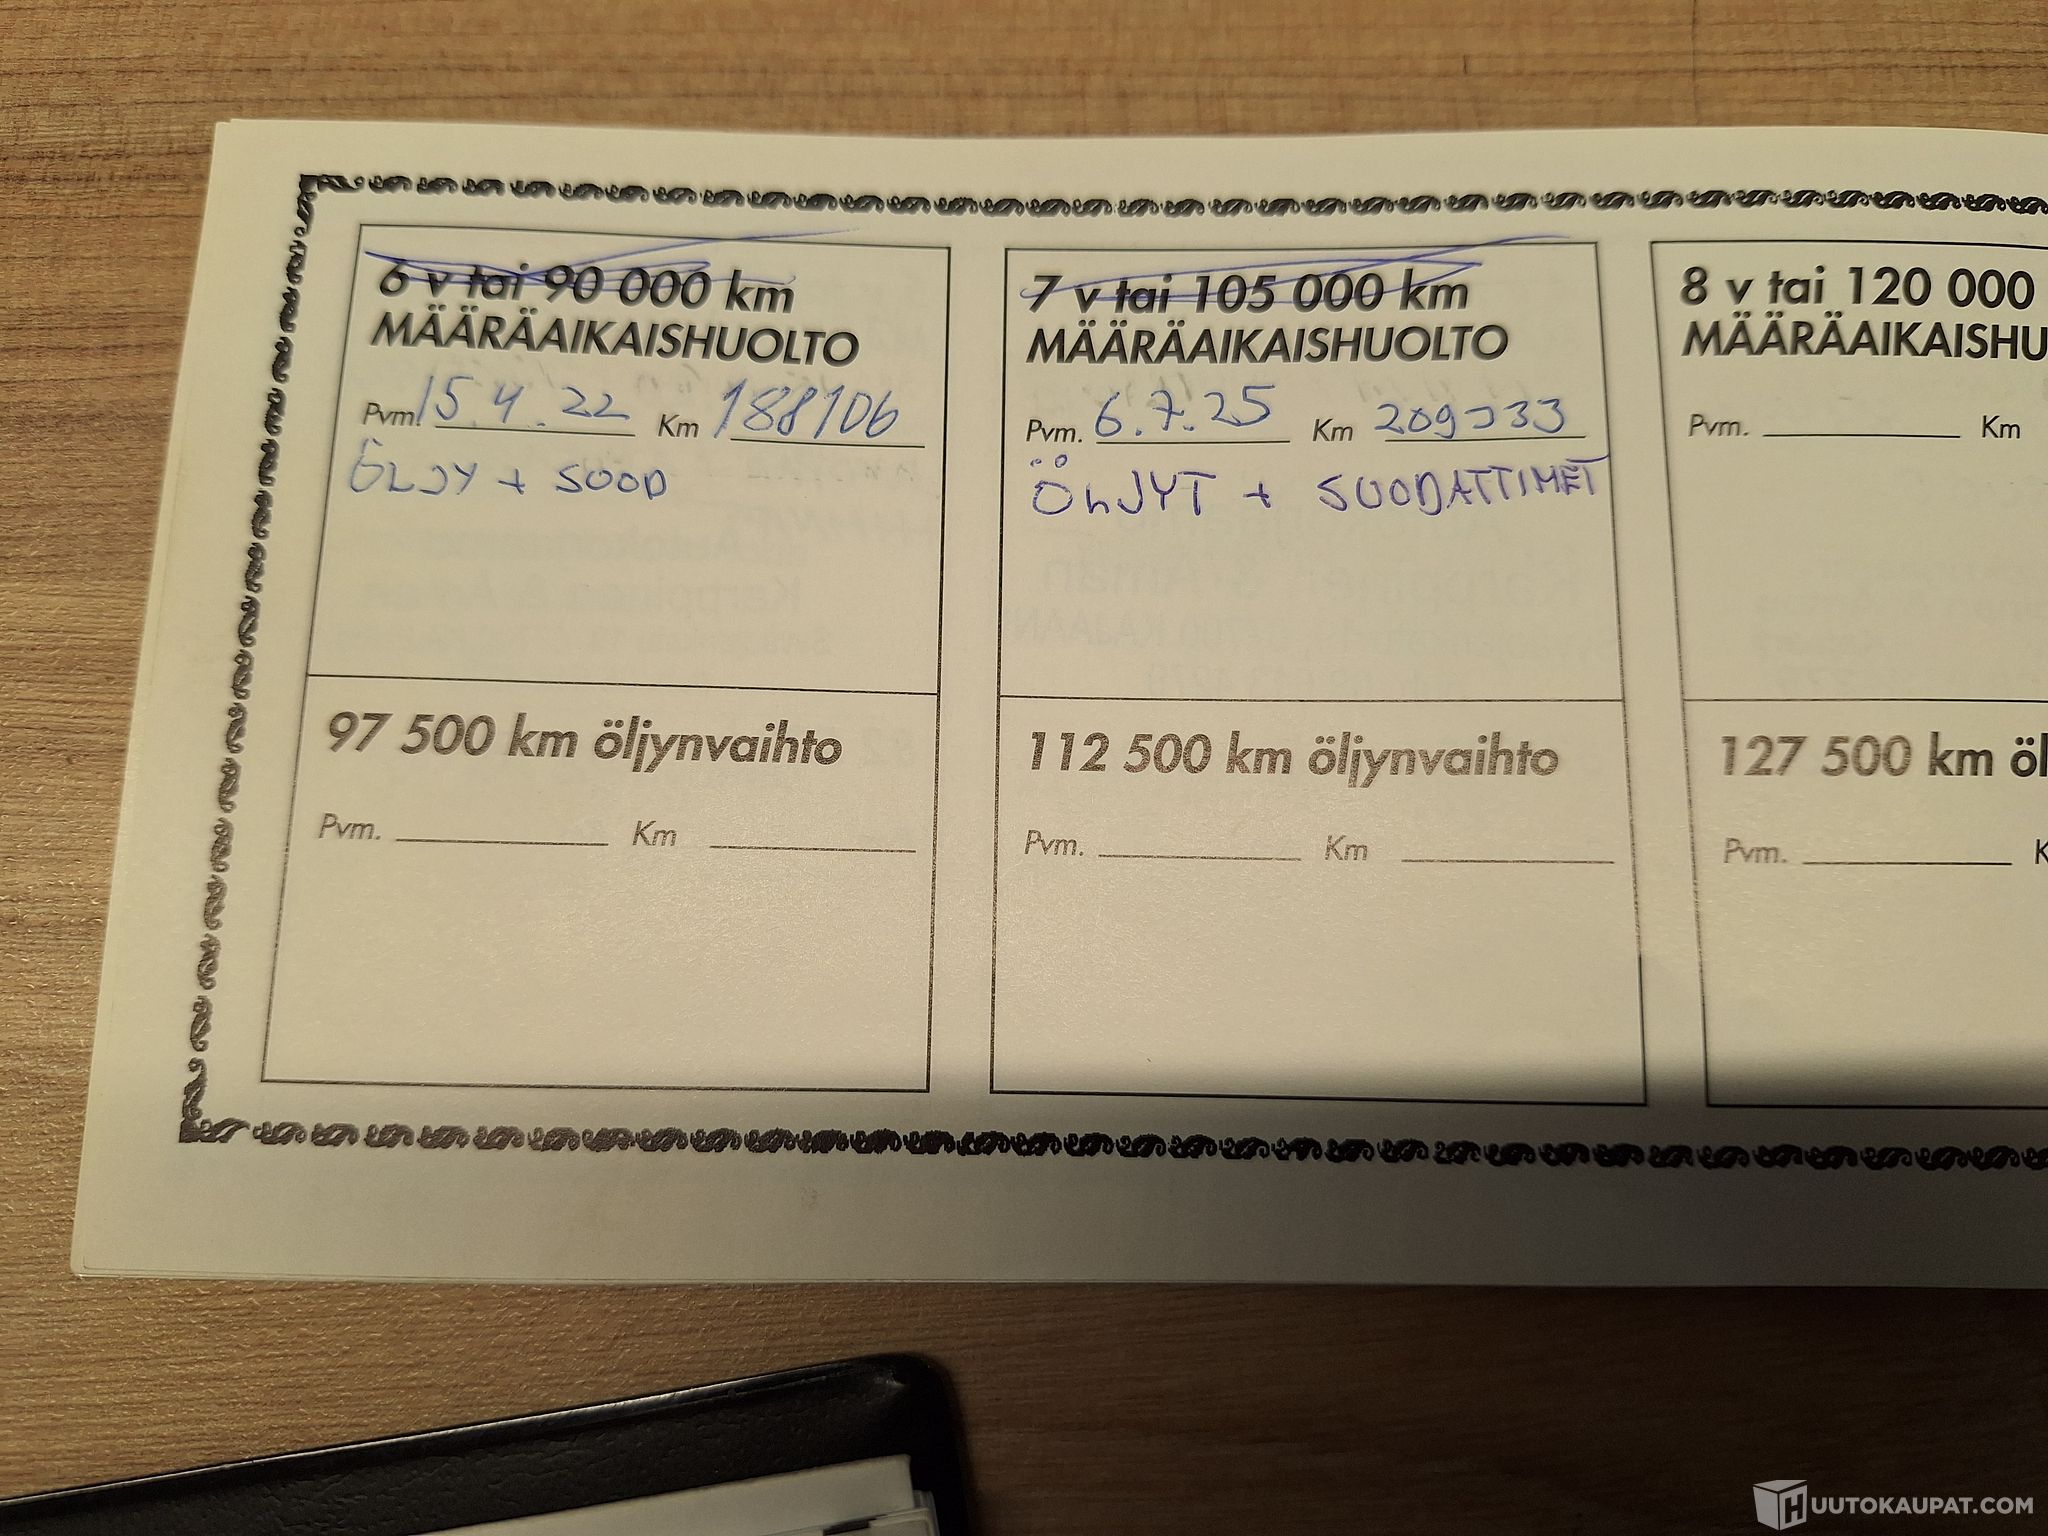 6 v tai 90 000 km
MÄÄRÄAIKAISHUOLTO
Pvm. 15.4.22 Km 188106
ÖLJY + SUOD
97 500 km öljynvaihto
Pvm. Km
7 v tai 105 000 km
MÄÄRÄAIKAISHUOLTO
Pvm. 6.7.25 Km
ÖLJYT + SUODATTIMET
112 500 km öljynvaihto
Pvm. Km
8 v tai 120 000
MÄÄRÄAIKAISHU
Pvm. Km
127 500 km öl
Pvm. K
HUUTOKAUPAT.COM